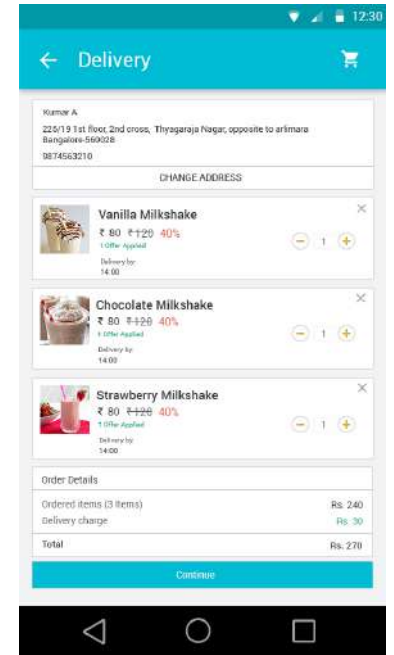 12:30
Delivery
Kumar A
226/19 1st floor, 2nd cross, Thyagaraja Nagar, opposite to arlimara
Bangalore-560028
9874563210
CHANGE ADDRESS
Vanilla Milkshake
₹ 80 ₹120 40%
1 Offer Applied
Delivery by
14:00
1
Chocolate Milkshake
₹ 80 ₹120 40%
1 Offer Applied
Delivery by
14:00
1
Strawberry Milkshake
₹ 80 ₹120 40%
1 Offer Applied
Delivery by
14:00
1
Order Details
Ordered items (3 Items) Rs. 240
Delivery charge Rs. 30
Total Rs. 270
Continue